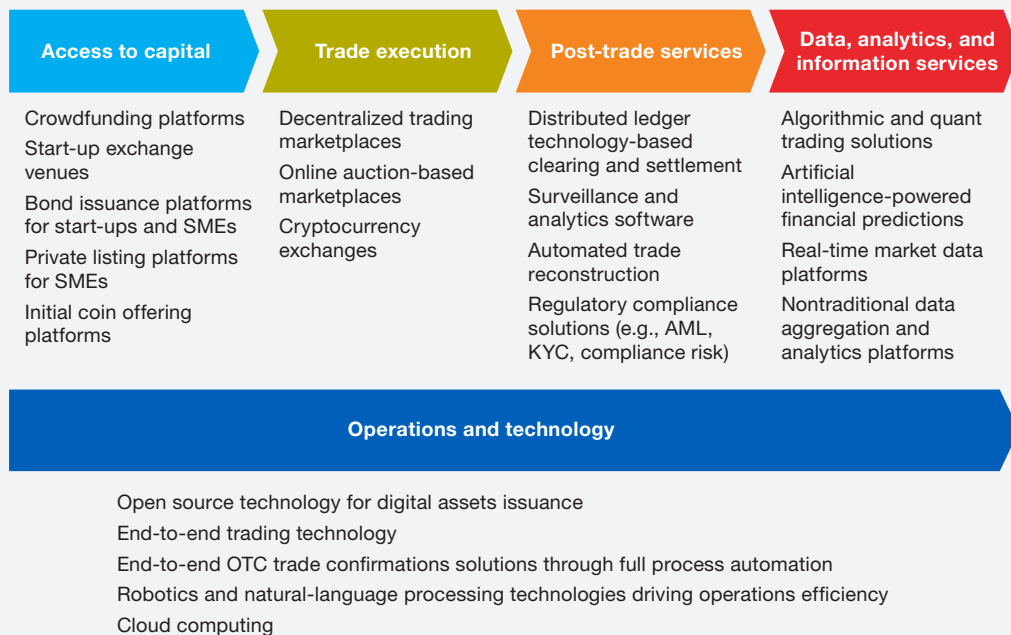 Access to capital
Trade execution
Post-trade services
Data, analytics, and
information services
Crowdfunding platforms
Start-up exchange
venues
Bond issuance platforms
for start-ups and SMEs
Private listing platforms
for SMEs
Initial coin offering
platforms
Decentralized trading
marketplaces
Online auction-based
marketplaces
Cryptocurrency
exchanges
Distributed ledger
technology-based
clearing and settlement
Surveillance and
analytics software
Automated trade
reconstruction
Regulatory compliance
solutions (e.g., AML,
KYC, compliance risk)
Algorithmic and quant
trading solutions
Artificial
intelligence-powered
financial predictions
Real-time market data
platforms
Nontraditional data
aggregation and
analytics platforms
Operations and technology
Open source technology for digital assets issuance
End-to-end trading technology
End-to-end OTC trade confirmations solutions through full process automation
Robotics and natural-language processing technologies driving operations efficiency
Cloud computing